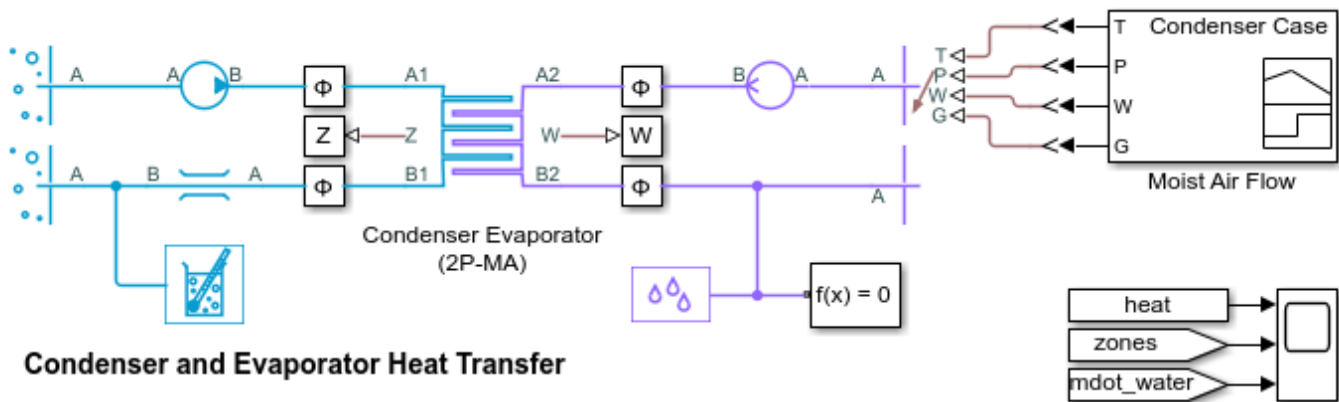 T Condenser Case
A A B A1 A2 B A A T
P P
Φ Φ W W
Z Z W W G G
A B A B1 B2 A
Φ Φ
Moist Air Flow
Condenser Evaporator
(2P-MA)
f(x) = 0
heat
zones
mdot_water
Condenser and Evaporator Heat Transfer